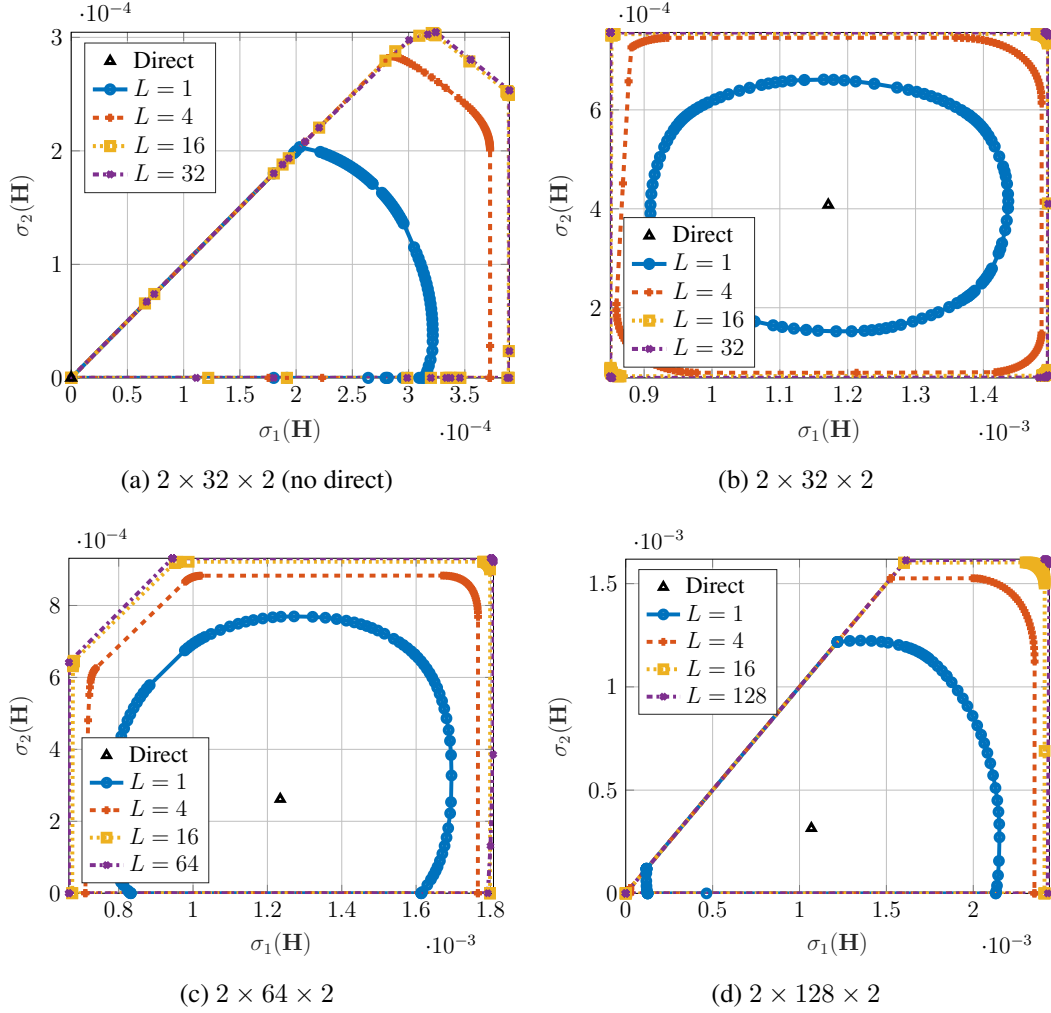 ·10⁻⁴
3
2
1
0
σ₂(H)
Direct
L = 1
L = 4
L = 16
L = 32
0 0.5 1 1.5 2 2.5 3 3.5
σ₁(H) ·10⁻⁴
(a) 2 × 32 × 2 (no direct)
·10⁻⁴
6
4
2
σ₂(H)
Direct
L = 1
L = 4
L = 16
L = 32
0.9 1 1.1 1.2 1.3 1.4
σ₁(H) ·10⁻³
(b) 2 × 32 × 2
·10⁻⁴
8
6
4
2
0
σ₂(H)
Direct
L = 1
L = 4
L = 16
L = 64
0.8 1 1.2 1.4 1.6 1.8
σ₁(H) ·10⁻³
(c) 2 × 64 × 2
·10⁻³
1.5
1
0.5
0
σ₂(H)
Direct
L = 1
L = 4
L = 16
L = 128
0 0.5 1 1.5 2
σ₁(H) ·10⁻³
(d) 2 × 128 × 2